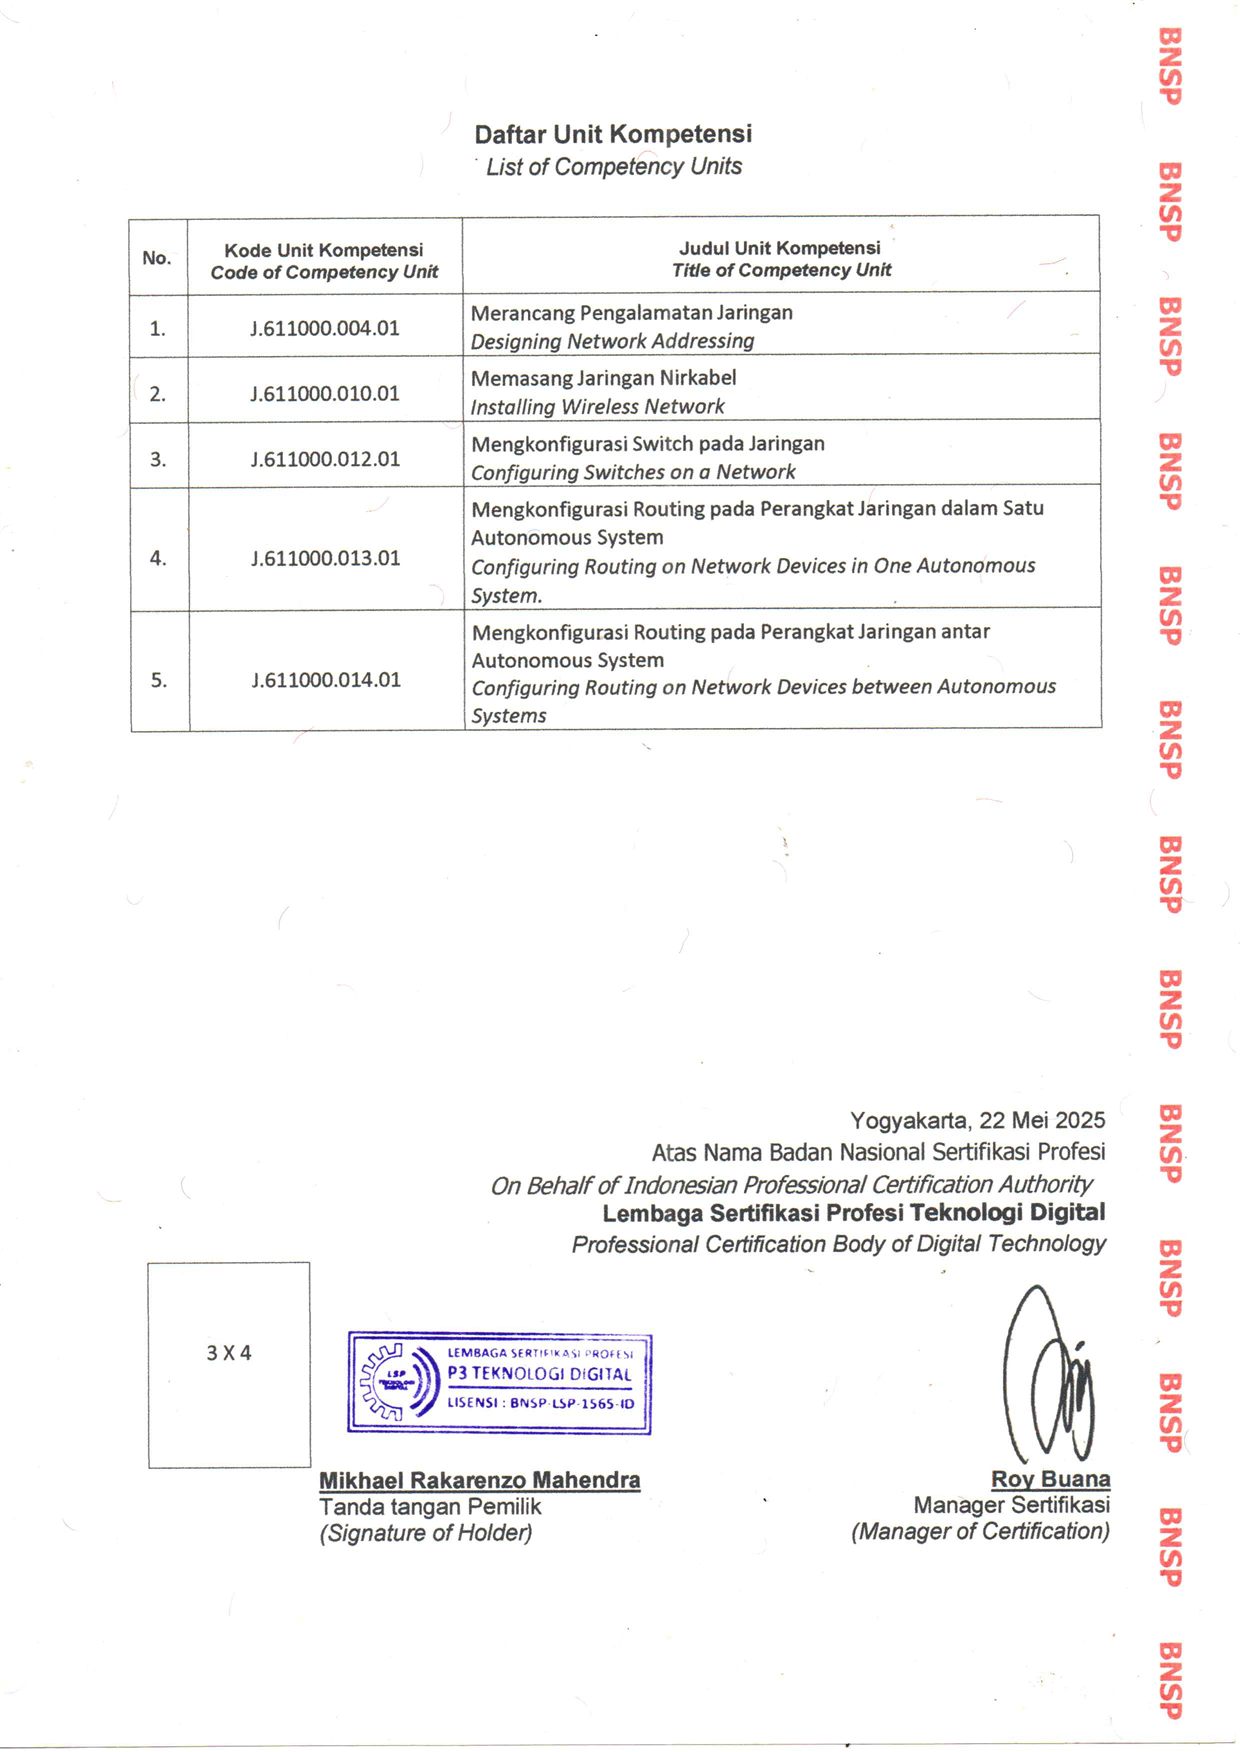 Daftar Unit Kompetensi
List of Competency Units
No.
Kode Unit Kompetensi
Code of Competency Unit
Judul Unit Kompetensi
Title of Competency Unit
1.
J.611000.004.01
Merancang Pengalamatan Jaringan
Designing Network Addressing
2.
J.611000.010.01
Memasang Jaringan Nirkabel
Installing Wireless Network
3.
J.611000.012.01
Mengkonfigurasi Switch pada Jaringan
Configuring Switches on a Network
4.
J.611000.013.01
Mengkonfigurasi Routing pada Perangkat Jaringan dalam Satu
Autonomous System
Configuring Routing on Network Devices in One Autonomous
System.
5.
J.611000.014.01
Mengkonfigurasi Routing pada Perangkat Jaringan antar
Autonomous System
Configuring Routing on Network Devices between Autonomous
Systems
Yogyakarta, 22 Mei 2025
Atas Nama Badan Nasional Sertifikasi Profesi
On Behalf of Indonesian Professional Certification Authority
Lembaga Sertifikasi Profesi Teknologi Digital
Professional Certification Body of Digital Technology
3 X 4
LSP
LEMBAGA SERTIFIKASI PROFESI
P3 TEKNOLOGI DIGITAL
LISENSI : BNSP-LSP-1565-ID
Mikhael Rakarenzo Mahendra
Tanda tangan Pemilik
(Signature of Holder)
Roy Buana
Manager Sertifikasi
(Manager of Certification)
BNSP
BNSP
BNSP
BNSP
BNSP
BNSP
BNSP
BNSP
BNSP
BNSP
BNSP
BNSP
BNSP